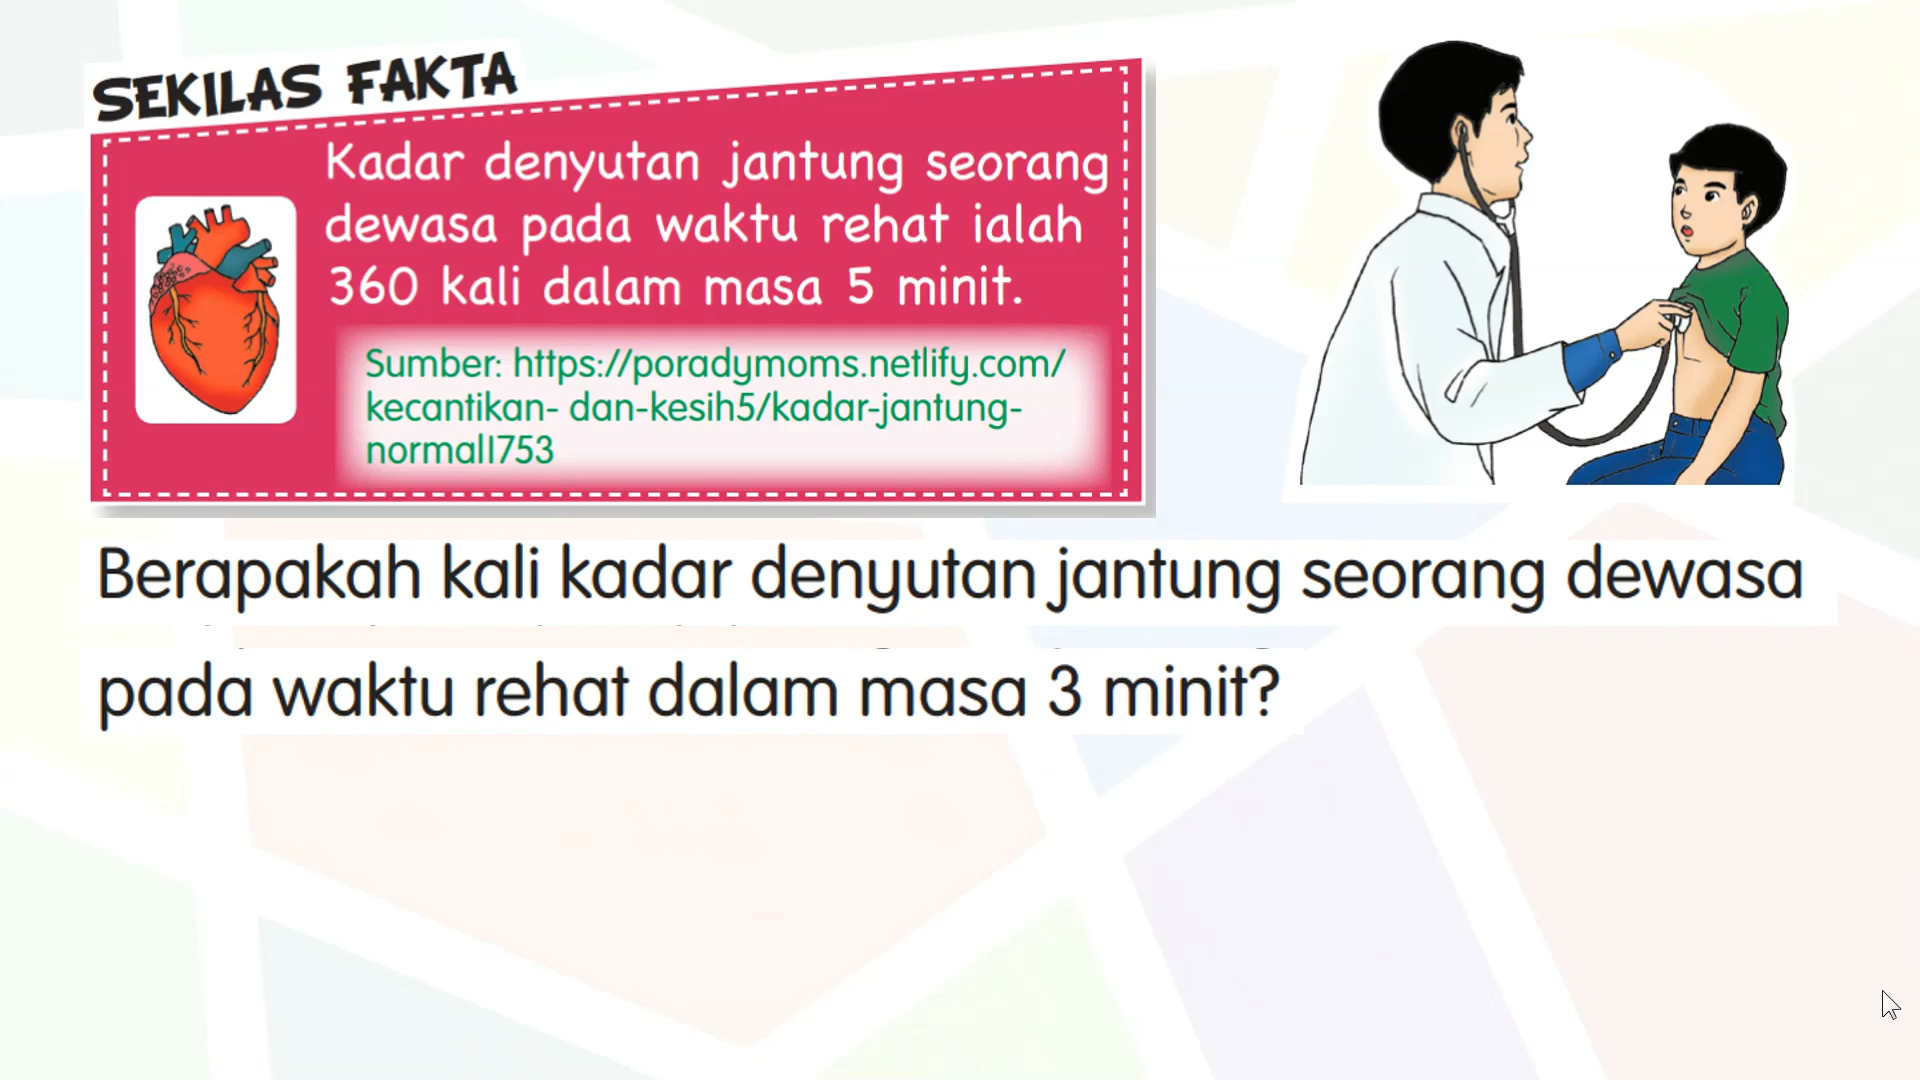 SEKILAS FAKTA
Kadar denyutan jantung seorang
dewasa pada waktu rehat ialah
360 kali dalam masa 5 minit.
Sumber: https://poradymoms.netlify.com/
kecantikan- dan-kesih5/kadar-jantung-
normal1753
Berapakah kali kadar denyutan jantung seorang dewasa
pada waktu rehat dalam masa 3 minit?